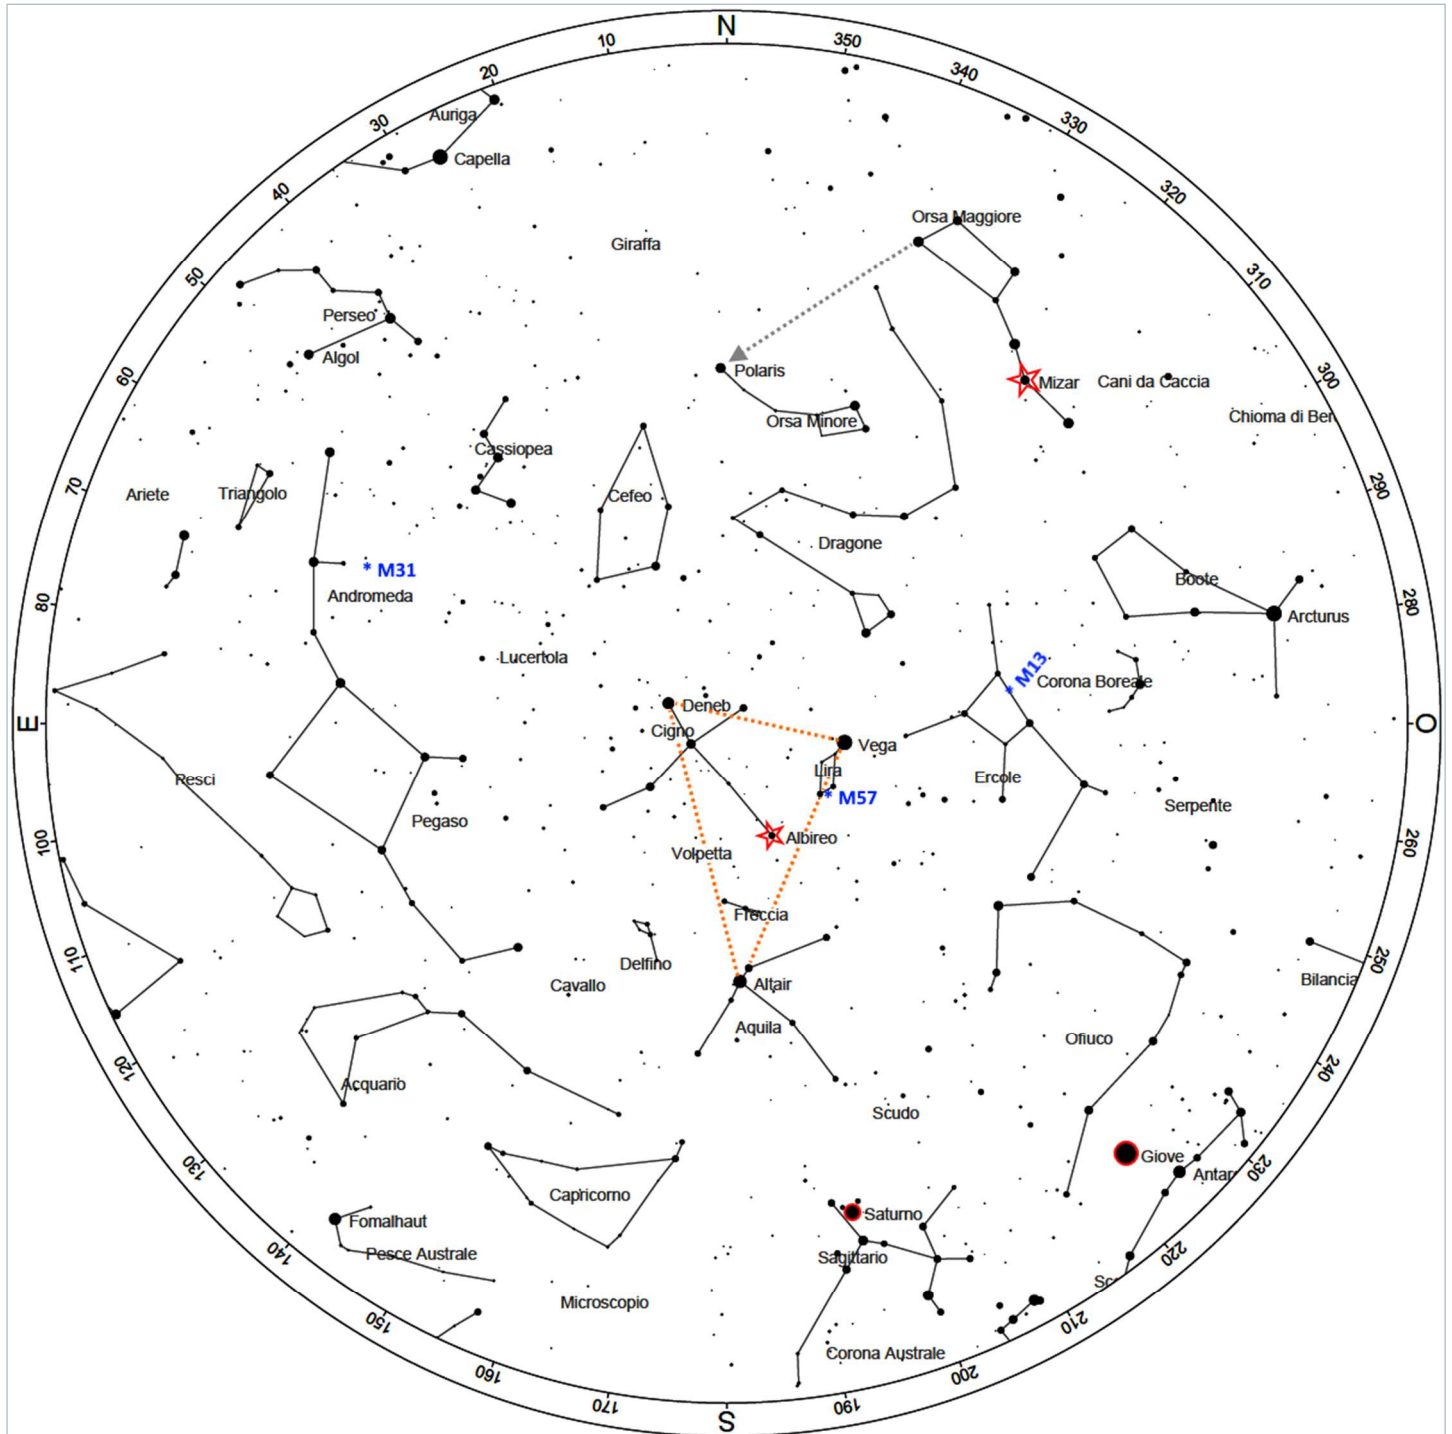 N
10
350
20
340
30
Auriga
330
Capella
40
320
Orsa Maggiore
Giraffa
50
310
Perseo
Algol
Polaris
60
Mizar
Cani da Caccia
300
Orsa Minore
Chioma di Ber
Cassiopea
70
Ariete
Triangolo
Cefeo
290
Dragone
* M31
Boote
Andromeda
80
280
Arcturus
Lucertola
* M13
Corona Boreale
Deneb
E
Cigno
O
Vega
Lira
Pesci
Ercole
* M57
Serpente
Pegaso
100
Albireo
260
Volpetta
Freccia
110
Delfino
250
Cavallo
Altair
Bilancia
Aquila
Ofiuco
120
240
Acquario
Scudo
130
Giove
230
Antar
Capricorno
Saturno
Fomalhaut
140
Pesce Australe
Sagittario
220
Sc
Microscopio
150
210
Corona Australe
160
200
170
190
S